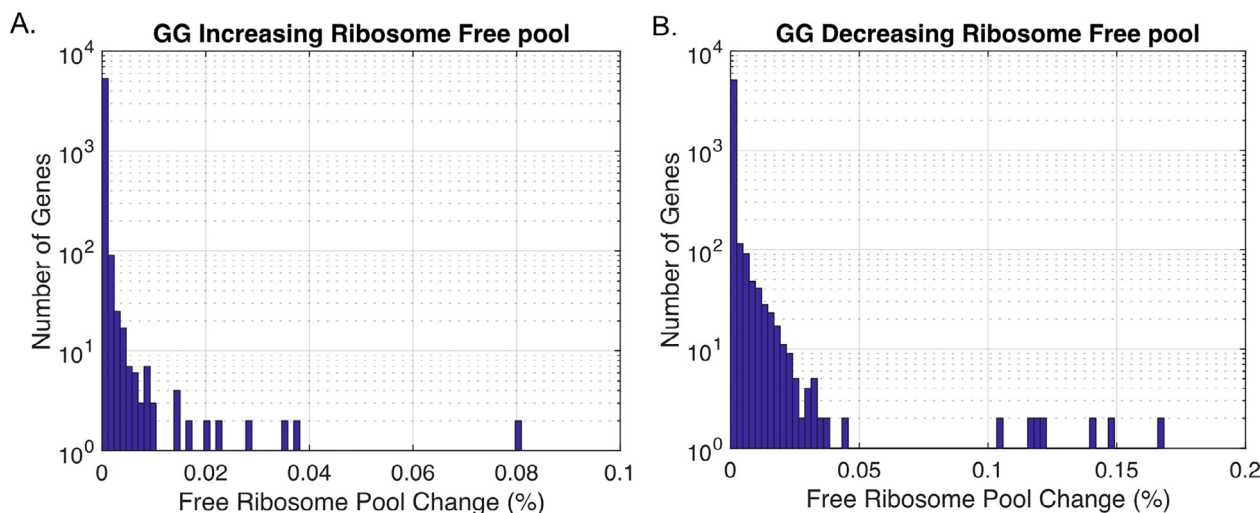 A.
GG Increasing Ribosome Free pool
10^4
10^3
10^2
10^1
10^0
Number of Genes
0 0.02 0.04 0.06 0.08 0.1
Free Ribosome Pool Change (%)
B.
GG Decreasing Ribosome Free pool
10^4
10^3
10^2
10^1
10^0
Number of Genes
0 0.05 0.1 0.15 0.2
Free Ribosome Pool Change (%)